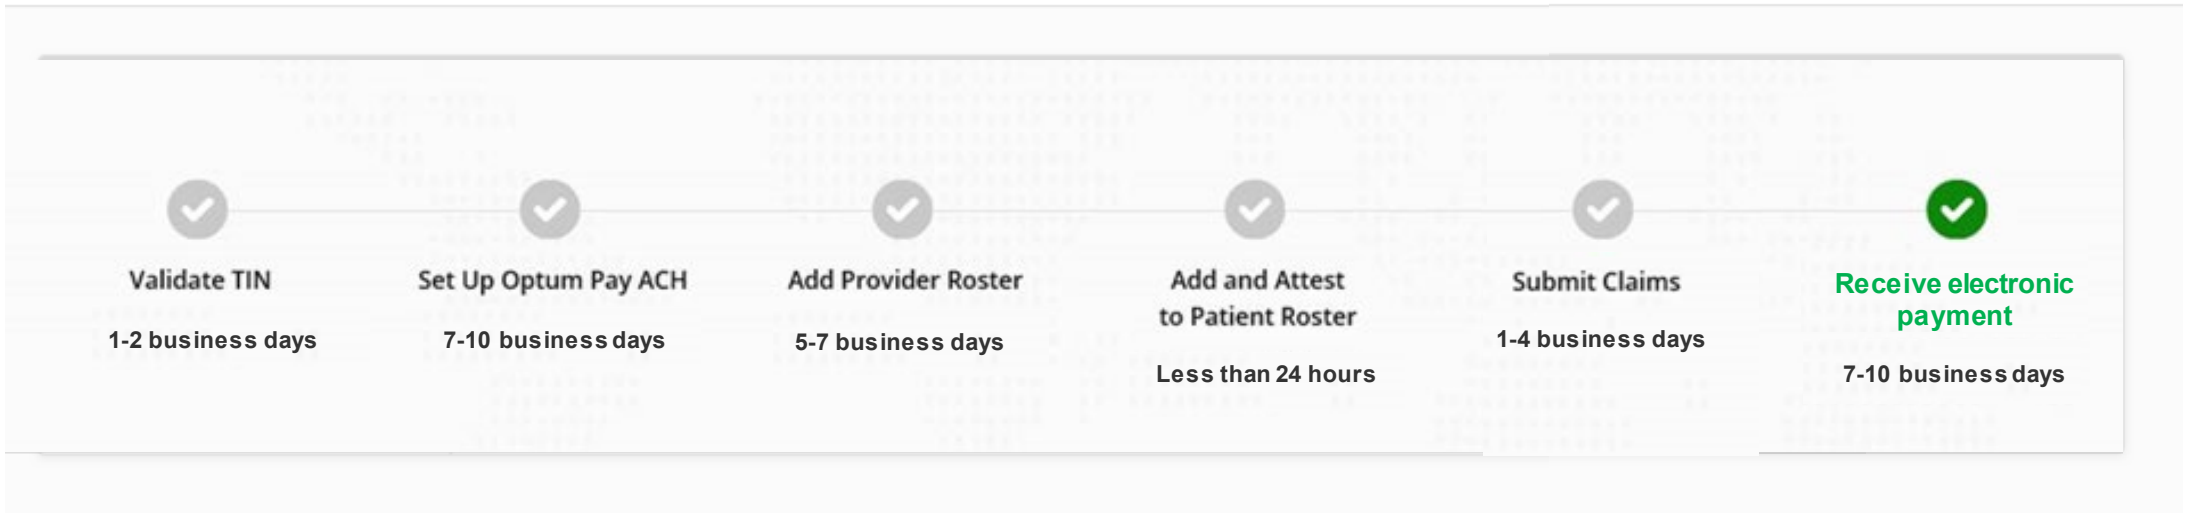 Validate TIN
1-2 business days
Set Up Optum Pay ACH
7-10 business days
Add Provider Roster
5-7 business days
Add and Attest
to Patient Roster
Less than 24 hours
Submit Claims
1-4 business days
Receive electronic
payment
7-10 business days